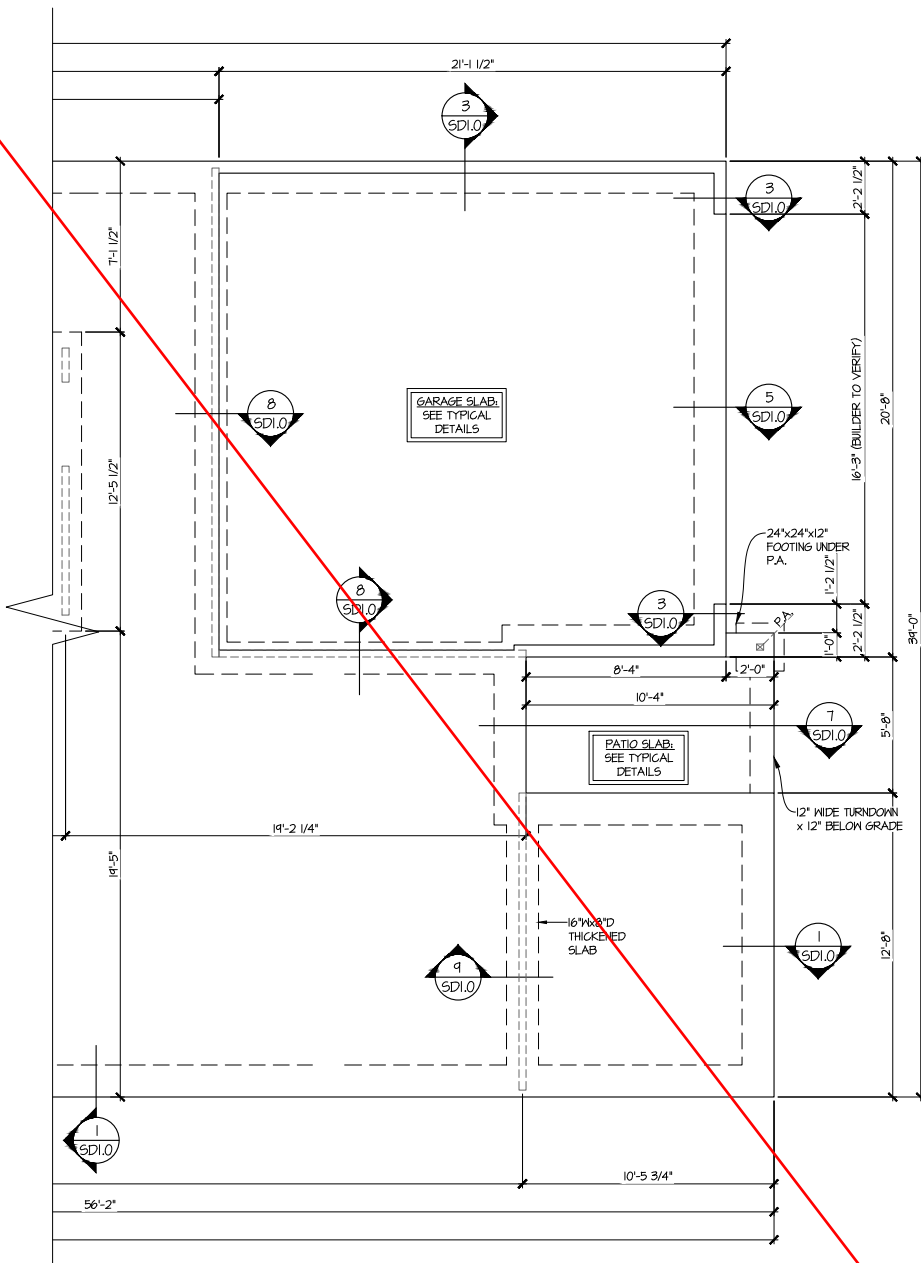 21'-1 1/2"
3
SD1.0
3
SD1.0
2'-2 1/2"
7'-1 1/2"
16'-3" (BUILDER TO VERIFY)
20'-8"
8
SD1.0
GARAGE SLAB:
SEE TYPICAL
DETAILS
5
SD1.0
12'-5 1/2"
24"x24"x12"
FOOTING UNDER
P.A.
1'-2 1/2"
8
SD1.0
3
SD1.0
P.A.
1'-0"
2'-2 1/2"
39'-0"
8'-4"
2'-0"
10'-4"
7
SD1.0
5'-8"
PATIO SLAB:
SEE TYPICAL
DETAILS
12" WIDE TURNDOWN
x 12" BELOW GRADE
19'-2 1/4"
19'-5"
16"Wx8"D
THICKENED
SLAB
1
SD1.0
12'-8"
9
SD1.0
1
SD1.0
10'-5 3/4"
56'-2"